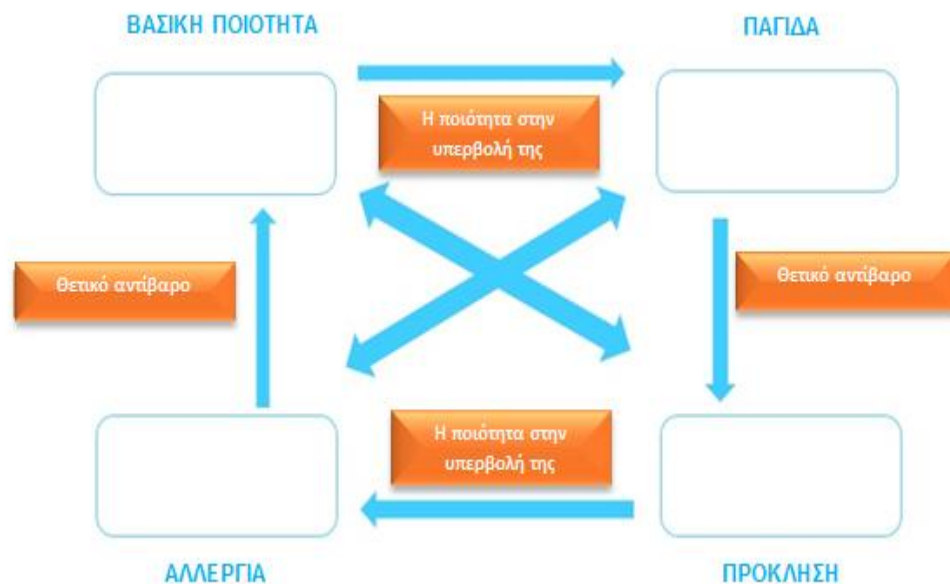 ΒΑΣΙΚΗ ΠΟΙΟΤΗΤΑ
ΠΑΓΙΔΑ
Η ποιότητα στην
υπερβολή της
Θετικό αντίβαρο
Θετικό αντίβαρο
Η ποιότητα στην
υπερβολή της
ΑΛΛΕΡΓΙΑ
ΠΡΟΚΛΗΣΗ